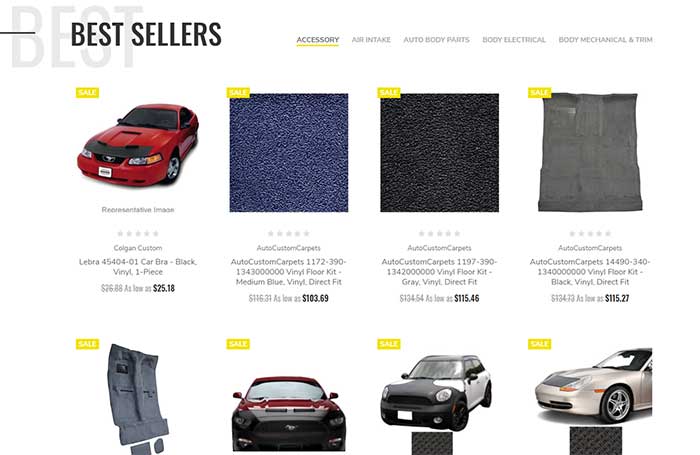 BEST
BEST SELLERS
ACCESSORY AIR INTAKE AUTO BODY PARTS BODY ELECTRICAL BODY MECHANICAL & TRIM
SALE SALE SALE SALE
Representative Image
Colgan Custom AutoCustomCarpets AutoCustomCarpets AutoCustomCarpets
Lebra 45404-01 Car Bra - Black, AutoCustomCarpets 1172-390- AutoCustomCarpets 1197-390- AutoCustomCarpets 14490-340-
Vinyl, 1-Piece 1343000000 Vinyl Floor Kit - 1342000000 Vinyl Floor Kit - 1340000000 Vinyl Floor Kit -
Medium Blue, Vinyl, Direct Fit Gray, Vinyl, Direct Fit Black, Vinyl, Direct Fit
$26.88 As low as $25.18 $116.31 As low as $103.69 $134.54 As low as $115.46 $134.73 As low as $115.27
SALE SALE SALE SALE